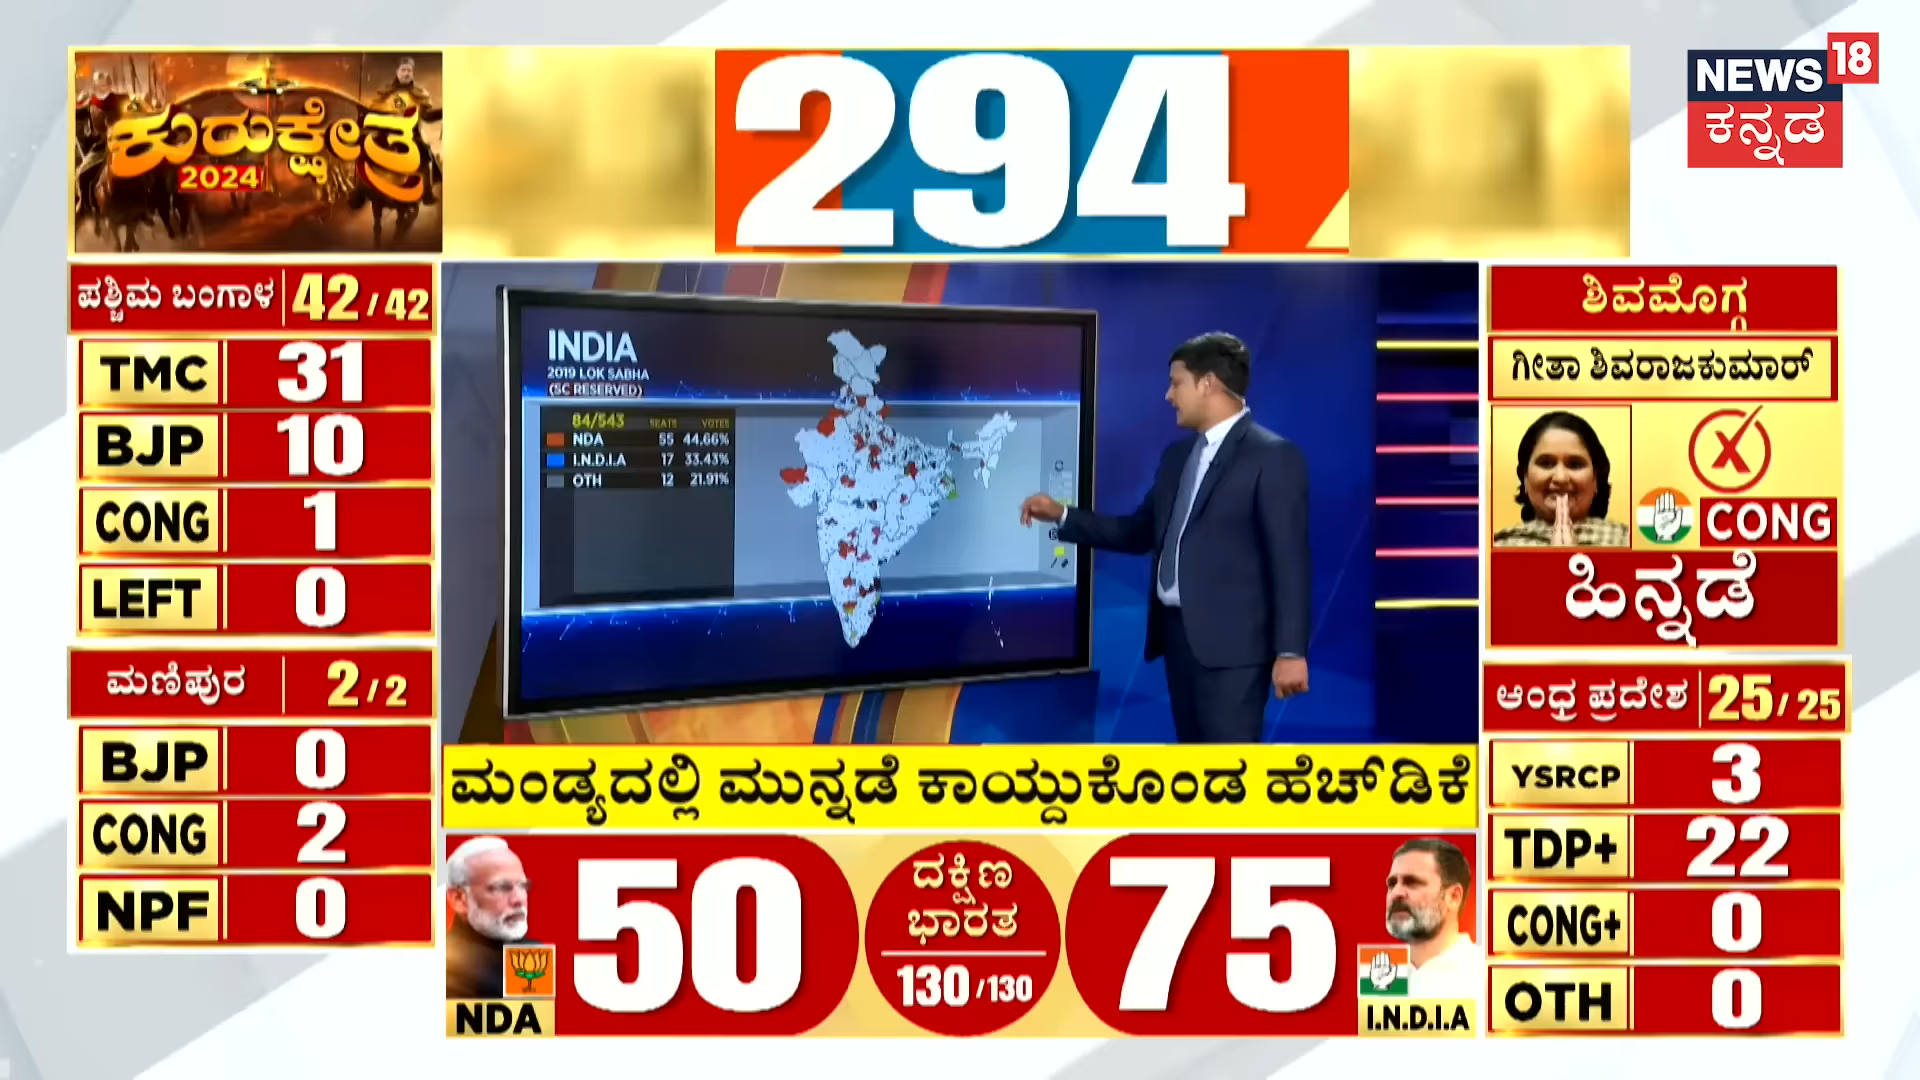 ಕುರುಕ್ಷೇತ್ರ
2024
294
NEWS
18
ಕನ್ನಡ
ಪಶ್ಚಿಮ ಬಂಗಾಳ 42 / 42
TMC 31
BJP 10
CONG 1
LEFT 0
ಮಣಿಪುರ 2 / 2
BJP 0
CONG 2
NPF 0
INDIA
2019 LOK SABHA
(SC RESERVED)
84/543 SEATS VOTES
NDA 55 44.66%
I.N.D.I.A 17 33.43%
OTH 12 21.91%
ಮಂಡ್ಯದಲ್ಲಿ ಮುನ್ನಡೆ ಕಾಯ್ದುಕೊಂಡ ಹೆಚ್‌ಡಿಕೆ
NDA
50
ದಕ್ಷಿಣ
ಭಾರತ
130 / 130
75
I.N.D.I.A
ಶಿವಮೊಗ್ಗ
ಗೀತಾ ಶಿವರಾಜಕುಮಾರ್
CONG
ಹಿನ್ನಡೆ
ಆಂಧ್ರ ಪ್ರದೇಶ 25 / 25
YSRCP 3
TDP+ 22
CONG+ 0
OTH 0